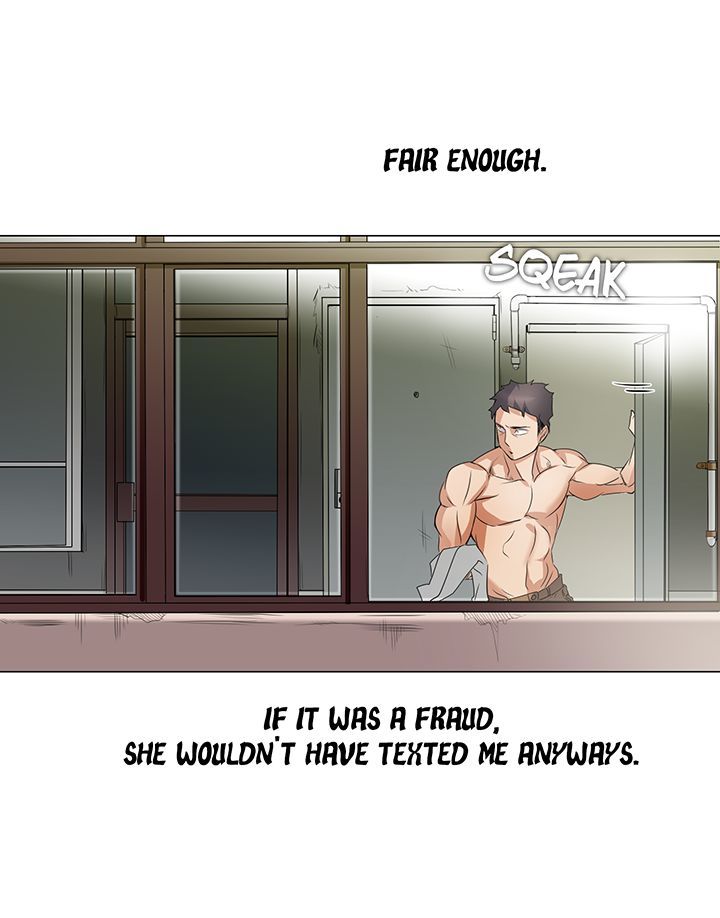 FAIR ENOUGH.
SQEAK
IF IT WAS A FRAUD,
SHE WOULDN'T HAVE TEXTED ME ANYWAYS.